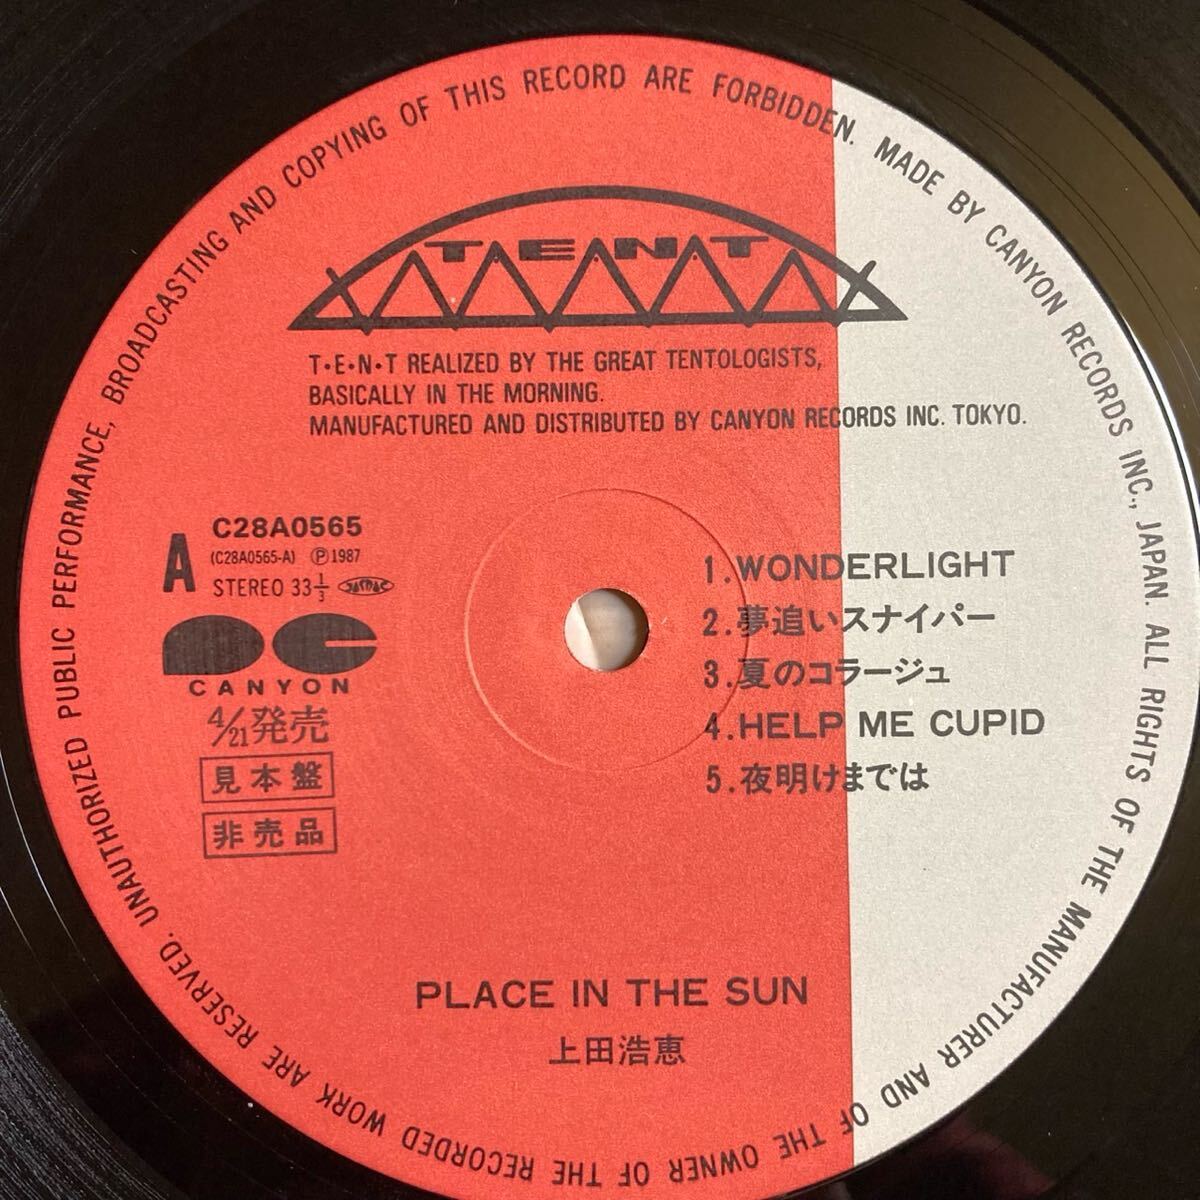 UNAUTHORIZED PUBLIC PERFORMANCE, BROADCASTING AND COPYING OF THIS RECORD ARE FORBIDDEN. MADE BY CANYON RECORDS INC., JAPAN. ALL RIGHTS OF THE MANUFACTURER AND OF THE OWNER OF THE RECORDED WORK ARE RESERVED.
TENT
T•E•N•T REALIZED BY THE GREAT TENTOLOGISTS,
BASICALLY IN THE MORNING.
MANUFACTURED AND DISTRIBUTED BY CANYON RECORDS INC. TOKYO.
A
C28A0565
(C28A0565-A) Ⓟ1987
STEREO 33⅓ JASRAC
CANYON
4/21発売
見本盤
非売品
1.WONDERLIGHT
2.夢追いスナイパー
3.夏のコラージュ
4.HELP ME CUPID
5.夜明けまでは
PLACE IN THE SUN
上田浩恵